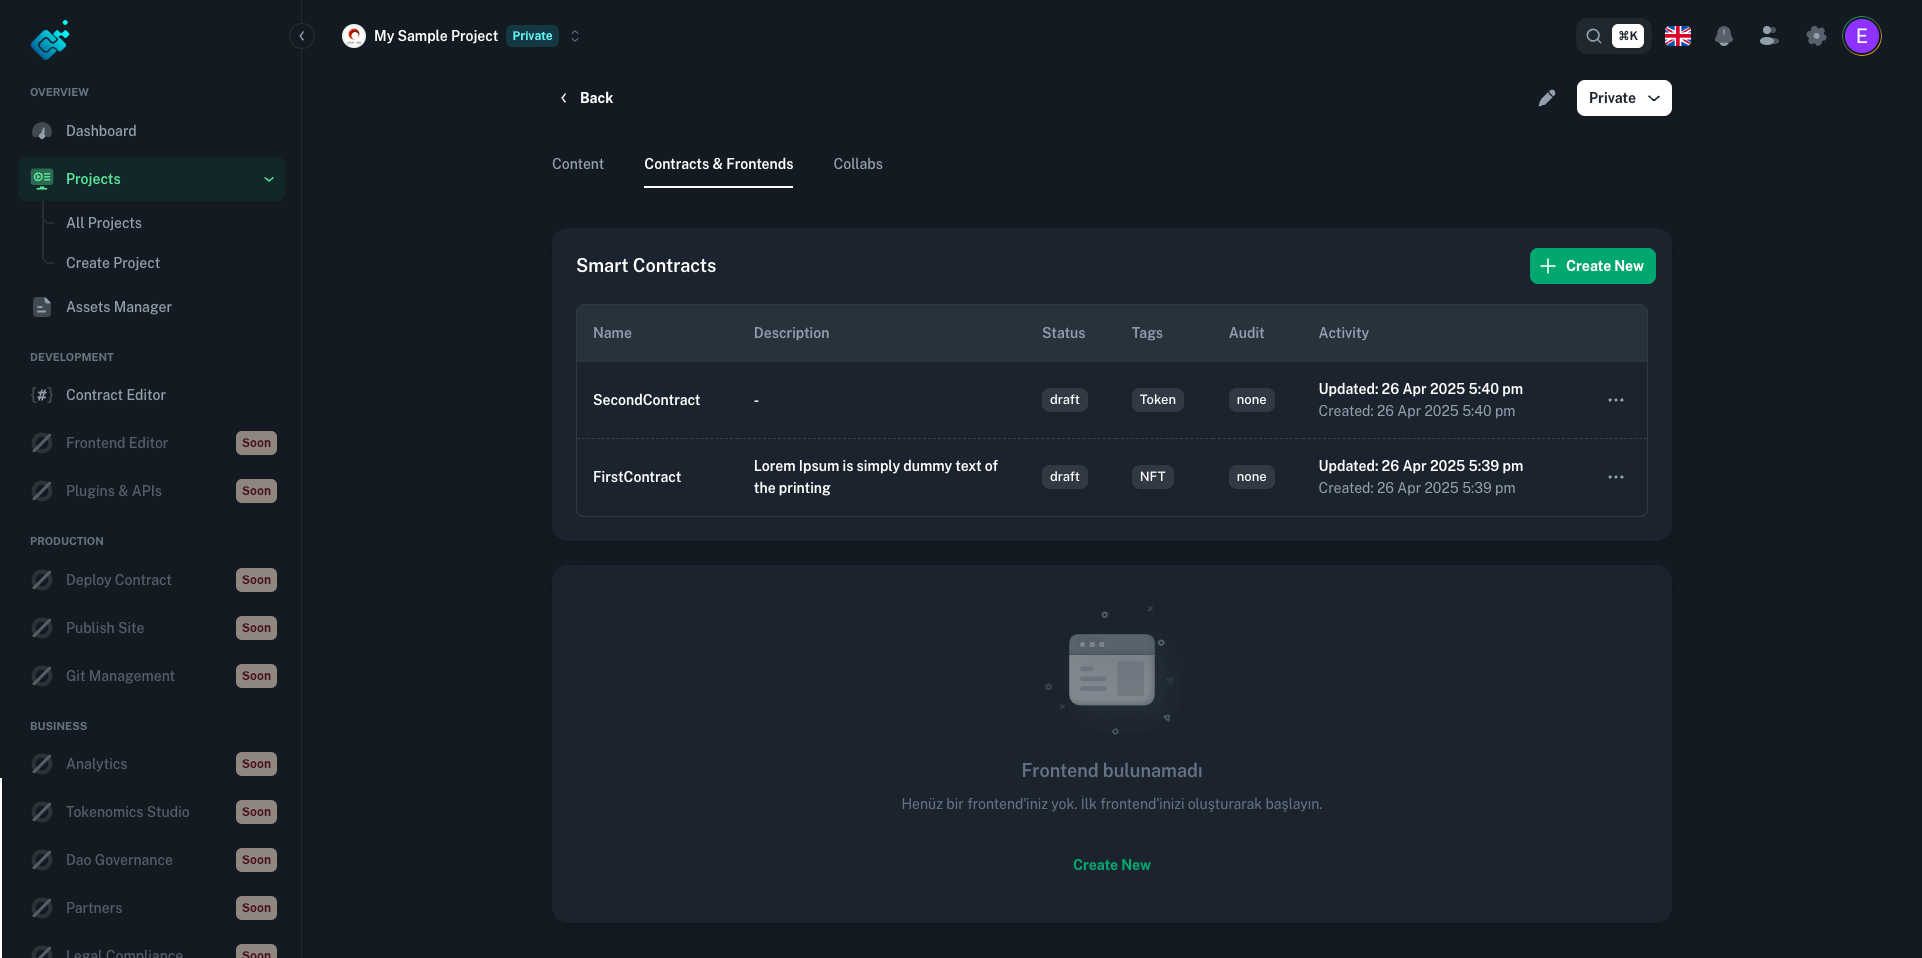 My Sample Project Private
⌘K
E
OVERVIEW
Dashboard
Projects
All Projects
Create Project
Assets Manager
DEVELOPMENT
{#} Contract Editor
Frontend Editor Soon
Plugins & APIs Soon
PRODUCTION
Deploy Contract Soon
Publish Site Soon
Git Management Soon
BUSINESS
Analytics Soon
Tokenomics Studio Soon
Dao Governance Soon
Partners Soon
Legal Compliance Soon
Back
Private
Content Contracts & Frontends Collabs
Smart Contracts
Create New
Name Description Status Tags Audit Activity
SecondContract - draft Token none Updated: 26 Apr 2025 5:40 pm
Created: 26 Apr 2025 5:40 pm
FirstContract Lorem Ipsum is simply dummy text of
the printing draft NFT none Updated: 26 Apr 2025 5:39 pm
Created: 26 Apr 2025 5:39 pm
Frontend bulunamadı
Henüz bir frontend'iniz yok. İlk frontend'inizi oluşturarak başlayın.
Create New